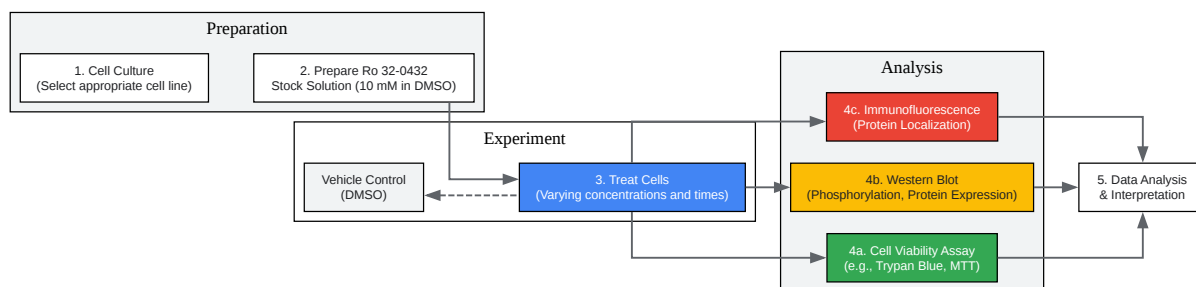 Preparation
1. Cell Culture
(Select appropriate cell line)
2. Prepare Ro 32-0432
Stock Solution (10 mM in DMSO)
Experiment
Vehicle Control
(DMSO)
3. Treat Cells
(Varying concentrations and times)
Analysis
4c. Immunofluorescence
(Protein Localization)
4b. Western Blot
(Phosphorylation, Protein Expression)
4a. Cell Viability Assay
(e.g., Trypan Blue, MTT)
5. Data Analysis
& Interpretation